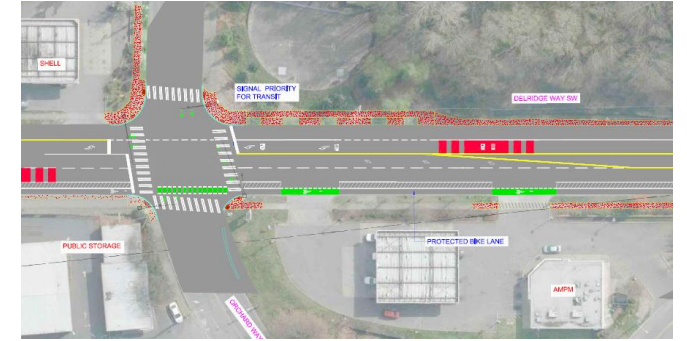 SHELL
SIGNAL PRIORITY
FOR TRANSIT
DELRIDGE WAY SW
PUBLIC STORAGE
PROTECTED BIKE LANE
AMPM
ORCHARD WAY